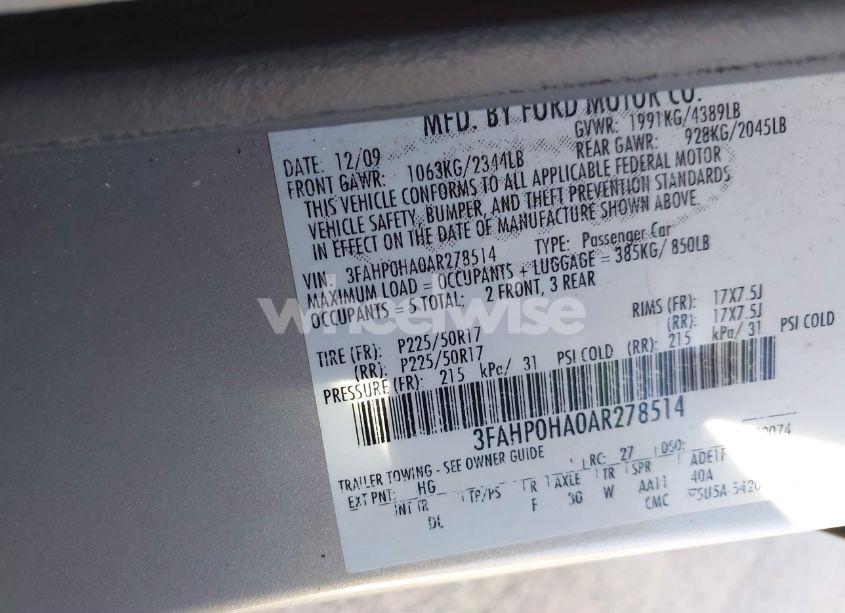 MFD. BY FORD MOTOR CO.
DATE: 12/09 GVWR: 1991KG/4389LB
FRONT GAWR: 1063KG/2344LB REAR GAWR: 928KG/2045LB
THIS VEHICLE CONFORMS TO ALL APPLICABLE FEDERAL MOTOR
VEHICLE SAFETY, BUMPER, AND THEFT PREVENTION STANDARDS
IN EFFECT ON THE DATE OF MANUFACTURE SHOWN ABOVE.
VIN: 3FAHP0HA0AR278514 TYPE: Passenger Car
MAXIMUM LOAD = OCCUPANTS + LUGGAGE = 385KG/ 850LB
OCCUPANTS = 5 TOTAL: 2 FRONT, 3 REAR
wheelwise
TIRE (FR): P225/50R17 RIMS (FR): 17X7.5J
(RR): P225/50R17 (RR): 17X7.5J
PRESSURE (FR): 215 kPa/ 31 PSI COLD (RR): 215 kPa/ 31 PSI COLD
3FAHP0HA0AR278514
TRAILER TOWING - SEE OWNER GUIDE LRC: 27 DSO:
EXT PNT: HG
INT TR TP/PS R AXLE TR SPR
DL F 3G W AA11 40A
CMC